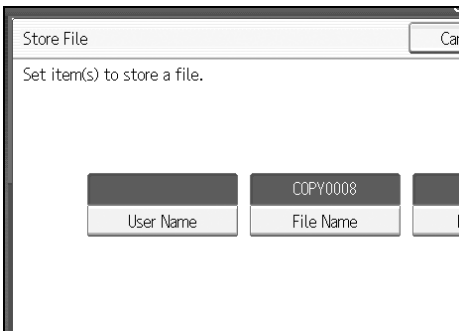 Store File
Set item(s) to store a file.
COPY0008
User Name
File Name